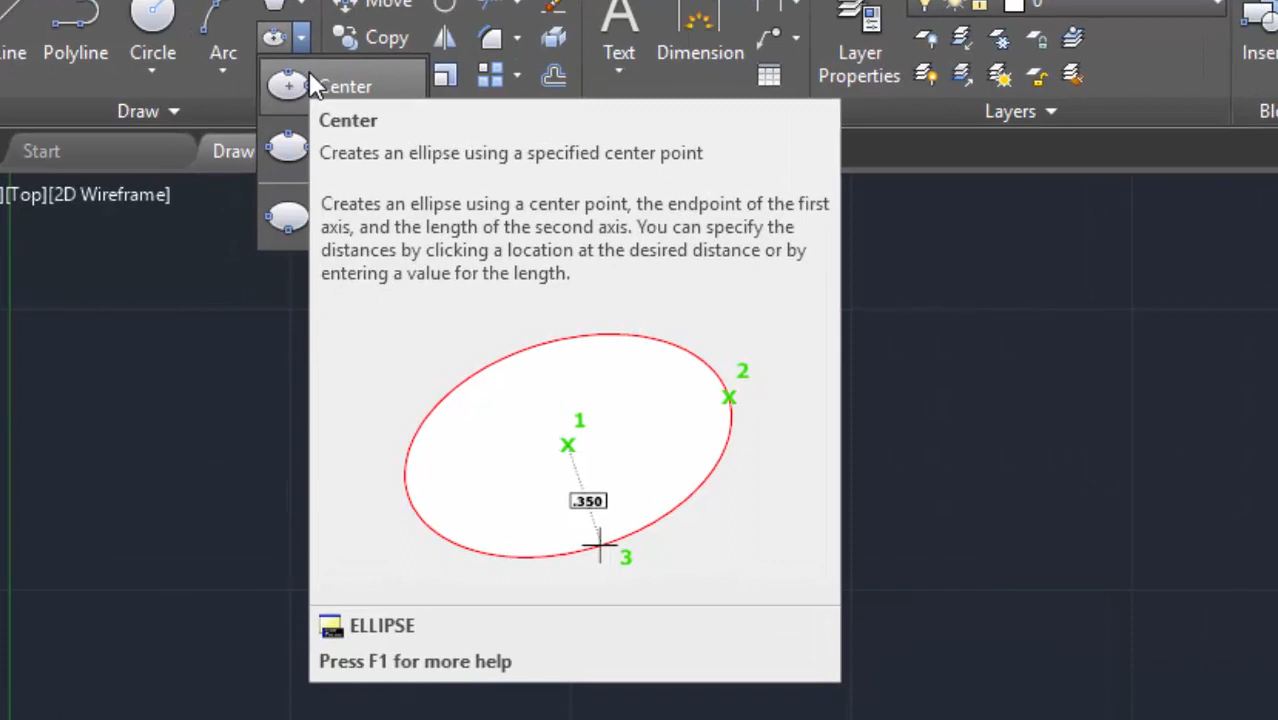 Move
0
Line
Polyline
Circle
Arc
Copy
Text
Dimension
Layer
Properties
Draw
Layers
Center
Start
Draw
][Top][2D Wireframe]
Center
Creates an ellipse using a specified center point
Creates an ellipse using a center point, the endpoint of the first
axis, and the length of the second axis. You can specify the
distances by clicking a location at the desired distance or by
entering a value for the length.
2
x
1
x
.350
3
ELLIPSE
Press F1 for more help